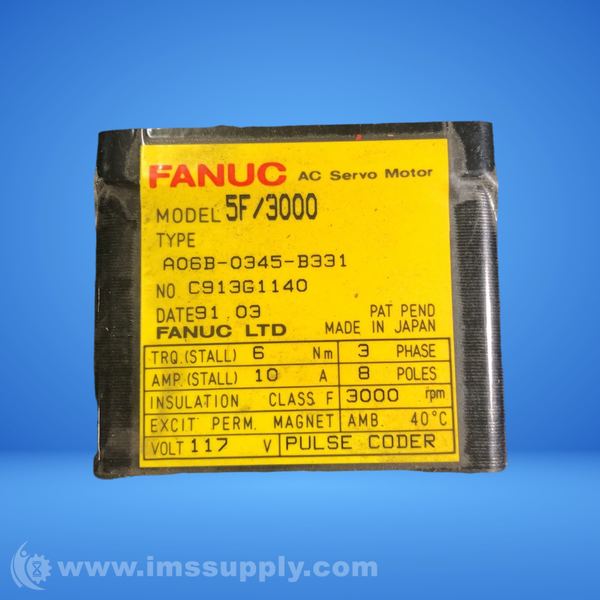 FANUC AC Servo Motor
MODEL 5F/3000
TYPE
A06B-0345-B331
NO C913G1140
DATE 91.03 PAT PEND
FANUC LTD MADE IN JAPAN
TRQ.(STALL) 6 Nm 3 PHASE
AMP.(STALL) 10 A 8 POLES
INSULATION CLASS F 3000 rpm
EXCIT PERM. MAGNET AMB. 40°C
VOLT 117 V PULSE CODER
www.imssupply.com